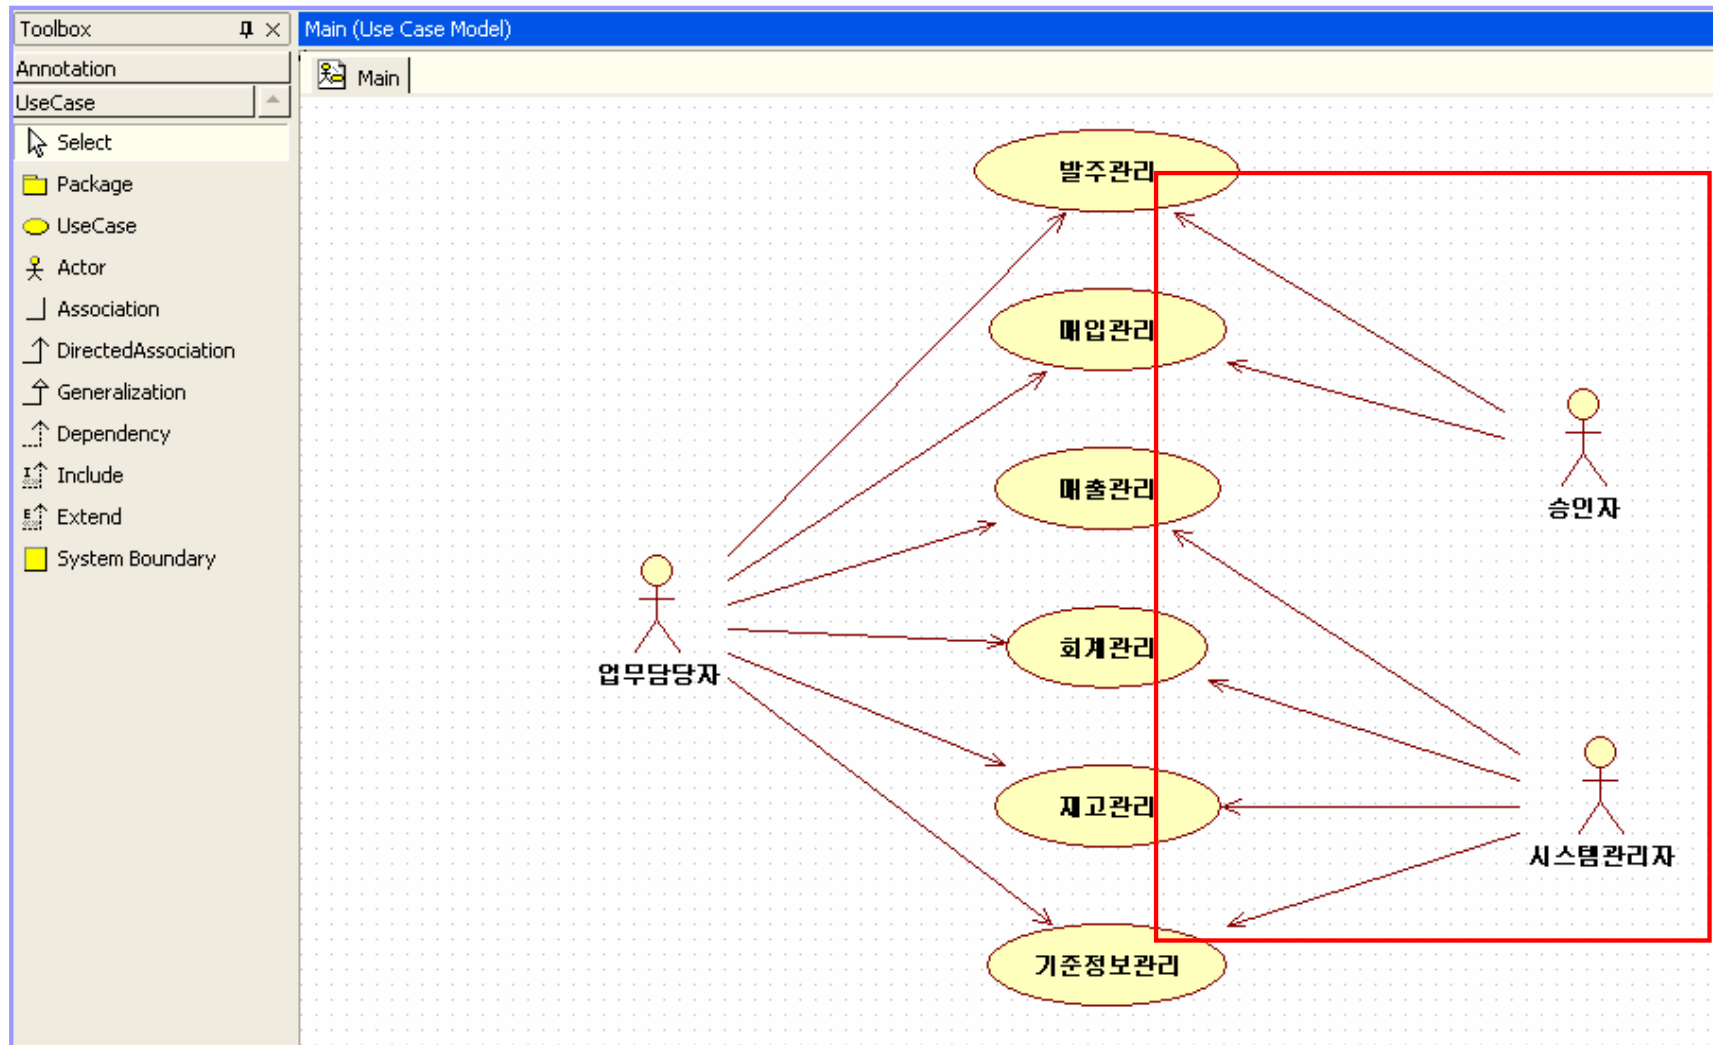 Toolbox
Annotation
UseCase
Select
Package
UseCase
Actor
Association
DirectedAssociation
Generalization
Dependency
Include
Extend
System Boundary
Main (Use Case Model)
Main
발주관리
매입관리
매출관리
회계관리
재고관리
기준정보관리
업무담당자
승인자
시스템관리자